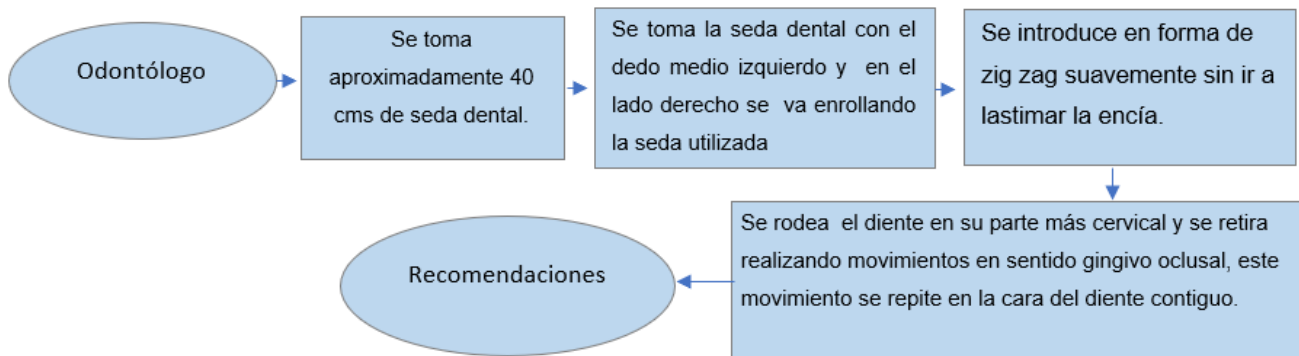 Odontólogo
Se toma
aproximadamente 40
cms de seda dental.
Se toma la seda dental con el
dedo medio izquierdo y en el
lado derecho se va enrollando
la seda utilizada
Se introduce en forma de
zig zag suavemente sin ir a
lastimar la encía.
Se rodea el diente en su parte más cervical y se retira
realizando movimientos en sentido gingivo oclusal, este
movimiento se repite en la cara del diente contiguo.
Recomendaciones